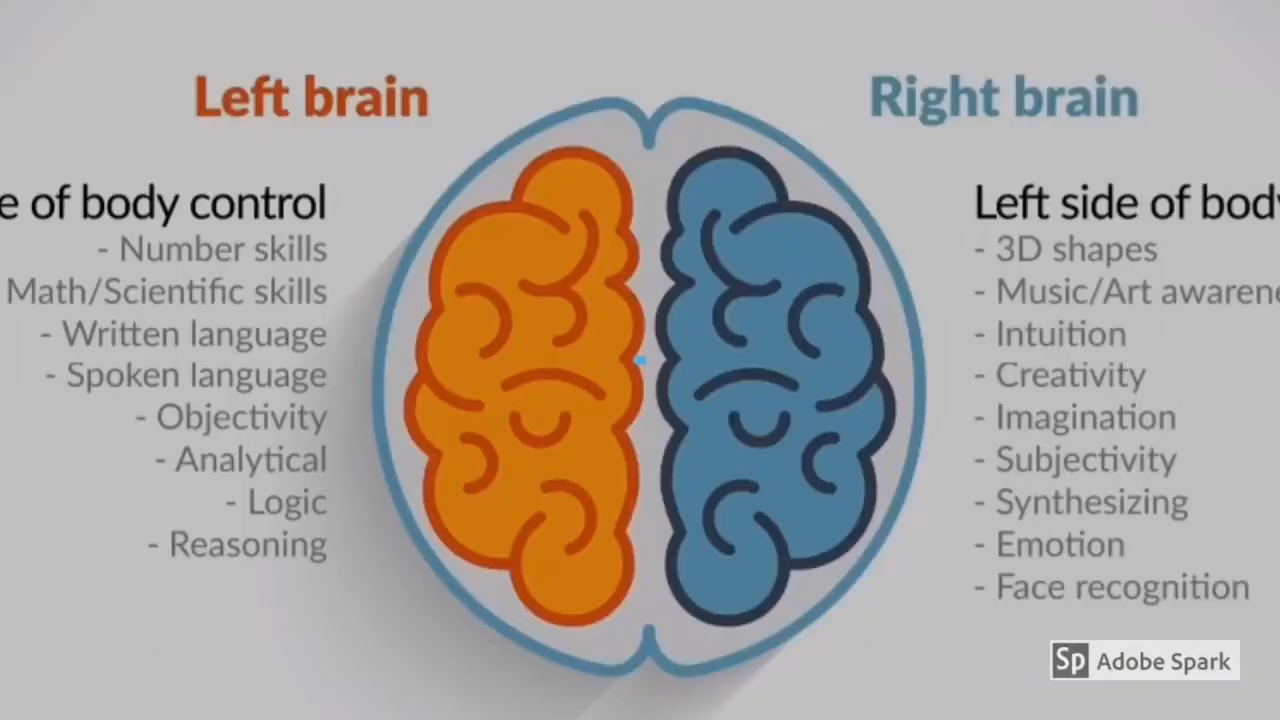 Left brain
e of body control
- Number skills
Math/Scientific skills
- Written language
- Spoken language
- Objectivity
- Analytical
- Logic
- Reasoning
Right brain
Left side of body
- 3D shapes
- Music/Art awarene
- Intuition
- Creativity
- Imagination
- Subjectivity
- Synthesizing
- Emotion
- Face recognition
Sp Adobe Spark